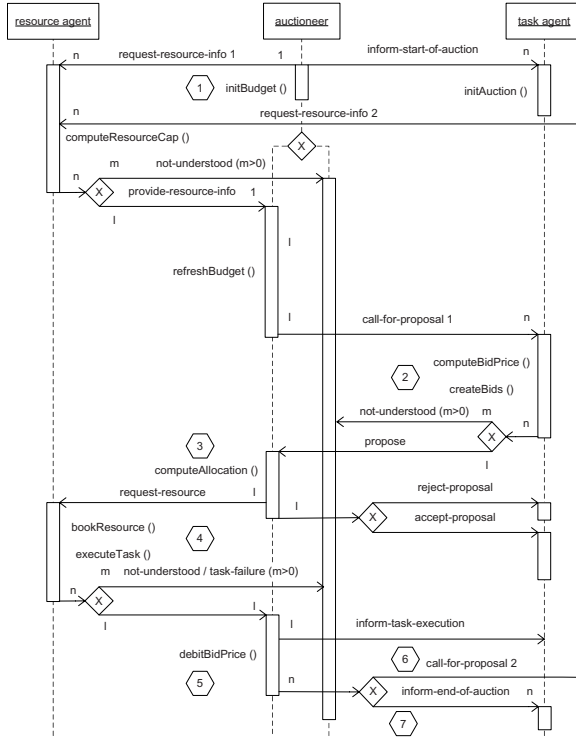 resource agent auctioneer task agent
n request-resource-info 1 1 inform-start-of-auction n
1 initBudget () initAuction ()
n request-resource-info 2
computeResourceCap ()
X
m not-understood (m>0)
n X provide-resource-info 1
l
l
refreshBudget ()
l call-for-proposal 1 n
computeBidPrice ()
2
createBids ()
not-understood (m>0) m
X n
propose
3 l
computeAllocation ()
request-resource l reject-proposal
l X
accept-proposal
bookResource ()
4
executeTask ()
m not-understood / task-failure (m>0)
n X
l l
l inform-task-execution
debitBidPrice () 6
call-for-proposal 2
5 n X
inform-end-of-auction n
7